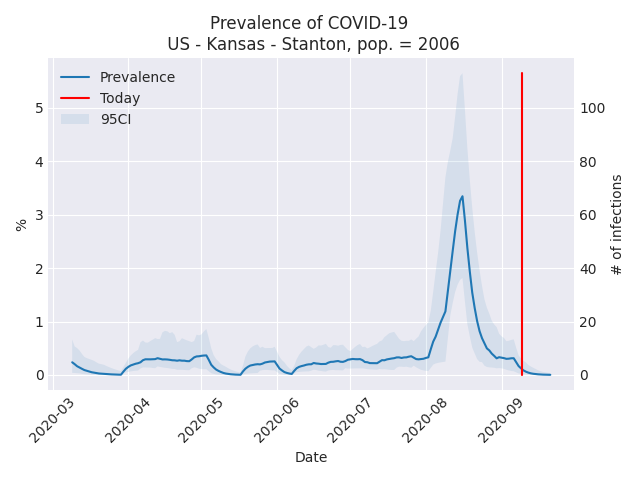 Prevalence of COVID-19
US - Kansas - Stanton, pop. = 2006
Prevalence
Today
95CI
%
0
1
2
3
4
5
# of infections
0
20
40
60
80
100
2020-03
2020-04
2020-05
2020-06
2020-07
2020-08
2020-09
Date